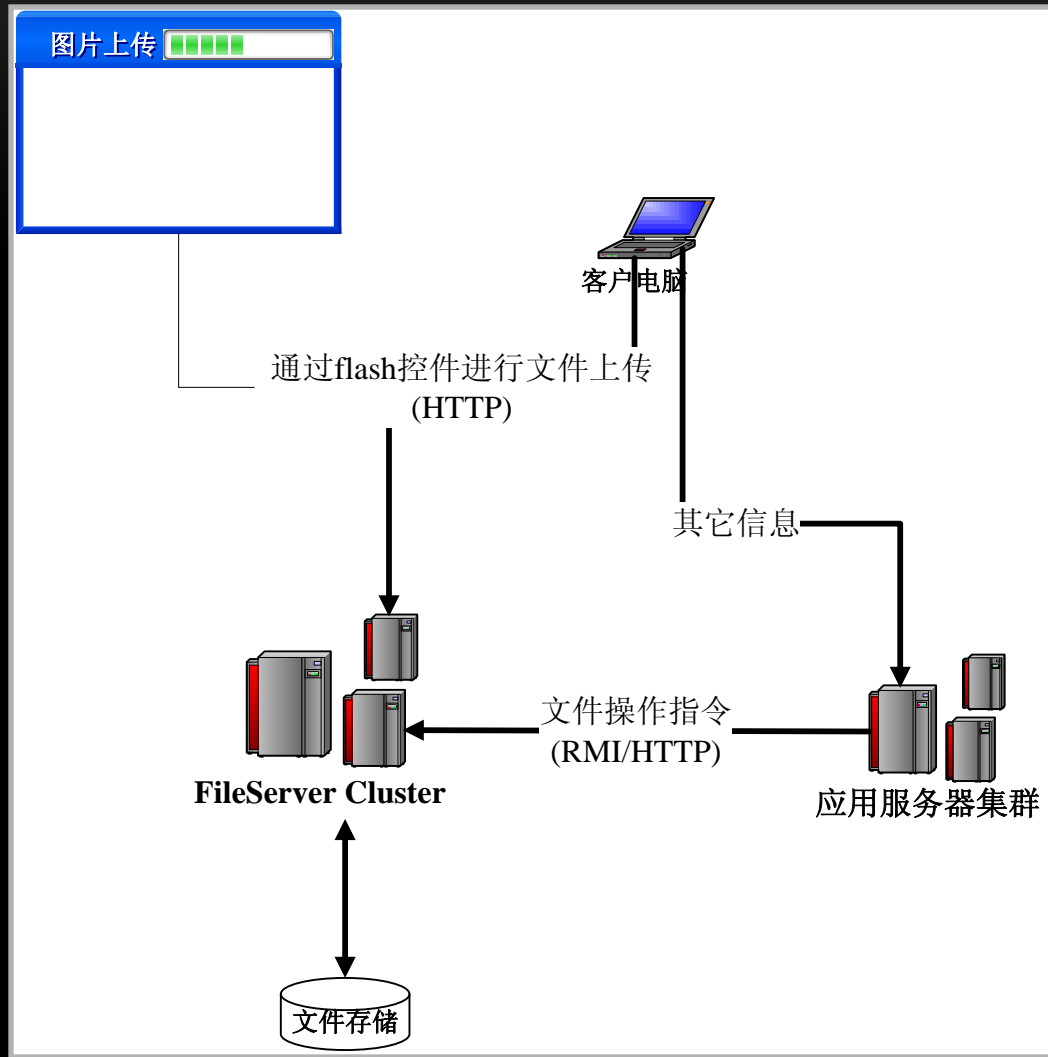 图片上传
客户电脑
通过flash控件进行文件上传
(HTTP)
其它信息
文件操作指令
(RMI/HTTP)
FileServer Cluster
应用服务器集群
文件存储